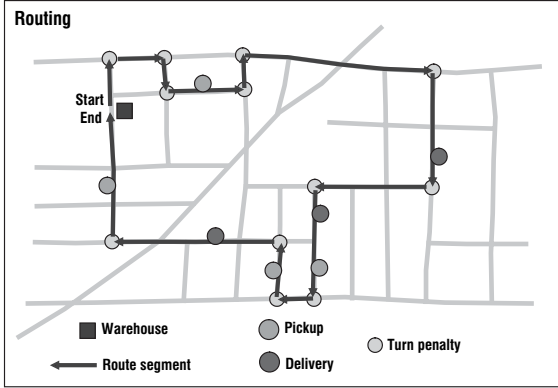 Routing
Start
End
Warehouse
Pickup
Turn penalty
Route segment
Delivery